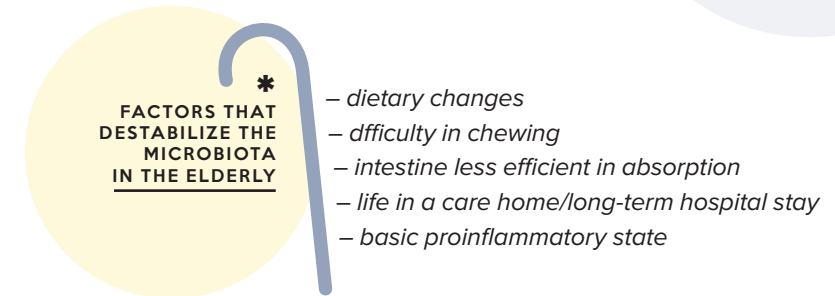 *
FACTORS THAT
DESTABILIZE THE
MICROBIOTA
IN THE ELDERLY
– dietary changes
– dfficulty in chewing
– intestine less efficient in absorption
– life in a care home/long-term hospital stay
– basic proinflammatory state